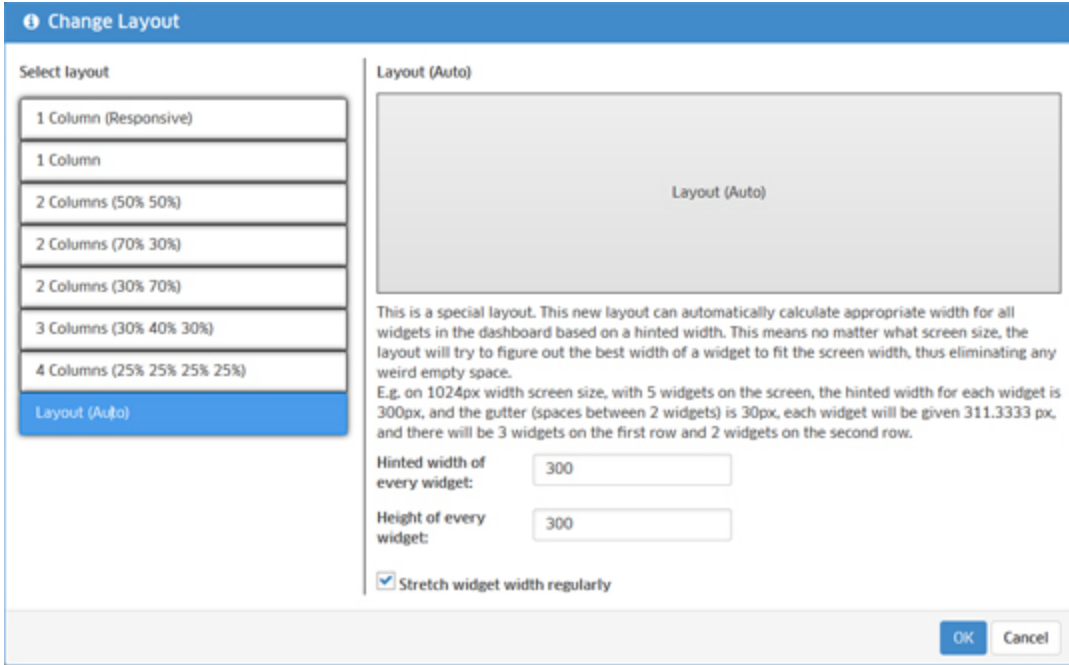 Change Layout
Select layout
1 Column (Responsive)
1 Column
2 Columns (50% 50%)
2 Columns (70% 30%)
2 Columns (30% 70%)
3 Columns (30% 40% 30%)
4 Columns (25% 25% 25% 25%)
Layout (Auto)
Layout (Auto)
Layout (Auto)
This is a special layout. This new layout can automatically calculate appropriate width for all
widgets in the dashboard based on a hinted width. This means no matter what screen size, the
layout will try to figure out the best width of a widget to fit the screen width, thus eliminating any
weird empty space.
E.g. on 1024px width screen size, with 5 widgets on the screen, the hinted width for each widget is
300px, and the gutter (spaces between 2 widgets) is 30px, each widget will be given 311.3333 px,
and there will be 3 widgets on the first row and 2 widgets on the second row.
Hinted width of
every widget:
300
Height of every
widget:
300
Stretch widget width regularly
OK
Cancel